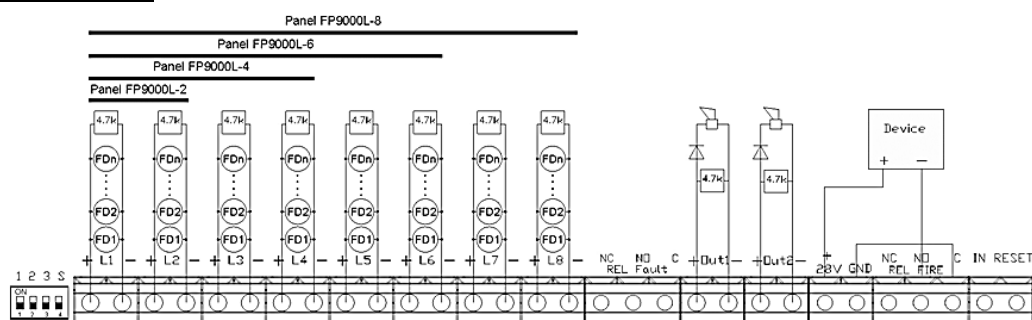 Panel FP9000L-8
Panel FP9000L-6
Panel FP9000L-4
Panel FP9000L-2
4.7k 4.7k 4.7k 4.7k 4.7k 4.7k 4.7k 4.7k
Device
+ −
FDn FDn FDn FDn FDn FDn FDn FDn
4.7k 4.7k
FD2 FD2 FD2 FD2 FD2 FD2 FD2 FD2
FD1 FD1 FD1 FD1 FD1 FD1 FD1 FD1
+ L1 − + L2 − + L3 − + L4 − + L5 − + L6 − + L7 − + L8 − NC NO C +Out1− +Out2− + NC NO C IN RESET
REL Fault 28V GND REL FIRE
1 2 3 S
ON
1 2 3 4